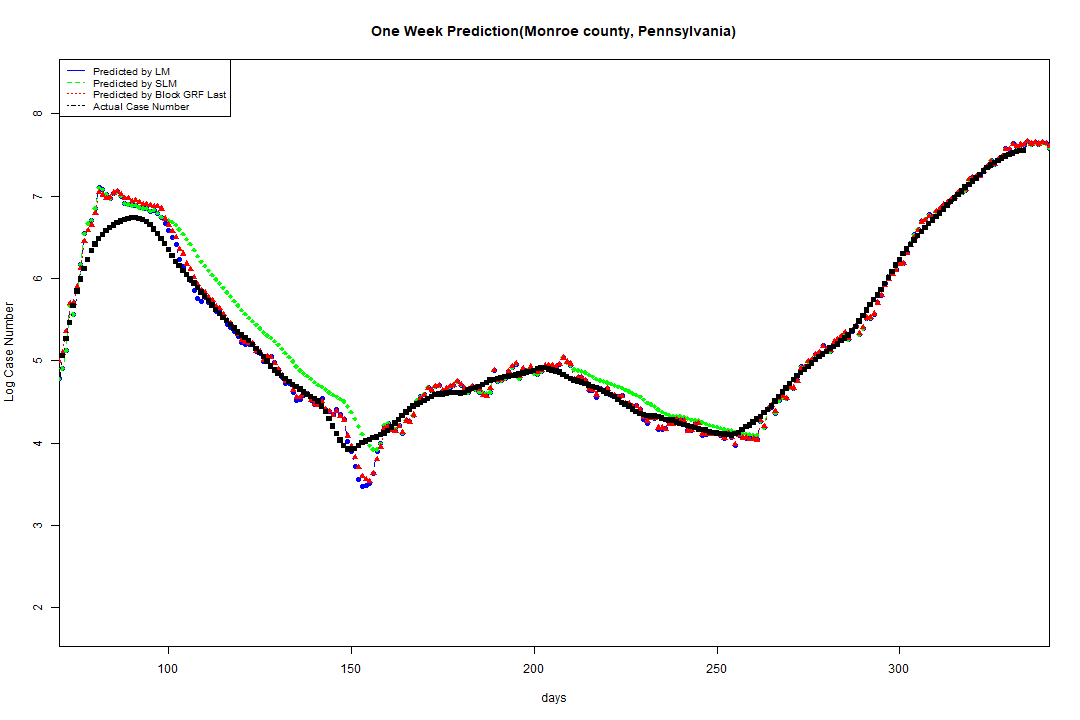 One Week Prediction(Monroe county, Pennsylvania)
Predicted by LM
Predicted by SLM
Predicted by Block GRF Last
Actual Case Number
8
7
6
5
4
3
2
Log Case Number
100 150 200 250 300
days